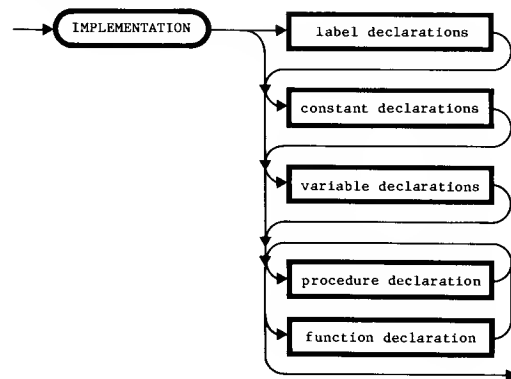 IMPLEMENTATION
label declarations
constant declarations
variable declarations
procedure declaration
function declaration